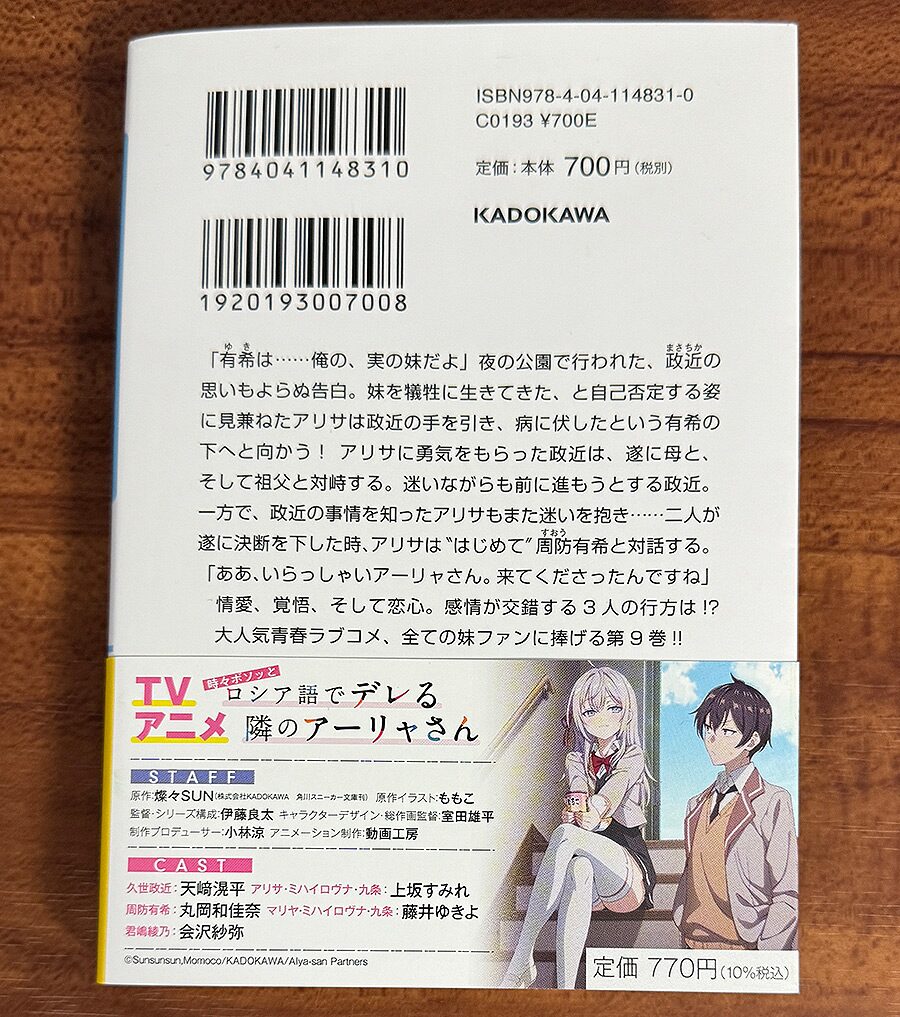 9784041148310
ISBN978-4-04-114831-0
C0193 ¥700E
定価:本体 700円(税別)
KADOKAWA
1920193007008
ゆき
まさちか
「有希は……俺の、実の妹だよ」夜の公園で行われた、政近の
思いもよらぬ告白。妹を犠牲に生きてきた、と自己否定する姿
に見兼ねたアリサは政近の手を引き、病に伏したという有希の
下へと向かう! アリサに勇気をもらった政近は、遂に母と、
そして祖父と対峙する。迷いながらも前に進もうとする政近。
一方で、政近の事情を知ったアリサもまた迷いを抱き……二人が
すおう
遂に決断を下した時、アリサは〝はじめて〟周防有希と対話する。
「ああ、いらっしゃいアーリャさん。来てくださったんですね」
情愛、覚悟、そして恋心。感情が交錯する3人の行方は!?
大人気青春ラブコメ、全ての妹ファンに捧げる第9巻!!
TV
アニメ
時々ボソッと
ロシア語でデレる
隣のアーリャさん
STAFF
原作:燦々SUN(株式会社KADOKAWA 角川スニーカー文庫刊) 原作イラスト:ももこ
監督・シリーズ構成:伊藤良太 キャラクターデザイン・総作画監督:室田雄平
制作プロデューサー:小林涼 アニメーション制作:動画工房
CAST
久世政近:天﨑滉平 アリサ・ミハイロヴナ・九条:上坂すみれ
周防有希:丸岡和佳奈 マリヤ・ミハイロヴナ・九条:藤井ゆきよ
君嶋綾乃:会沢紗弥
©Sunsunsun,Momoco/KADOKAWA/Alya-san Partners
定価 770円(10%税込)